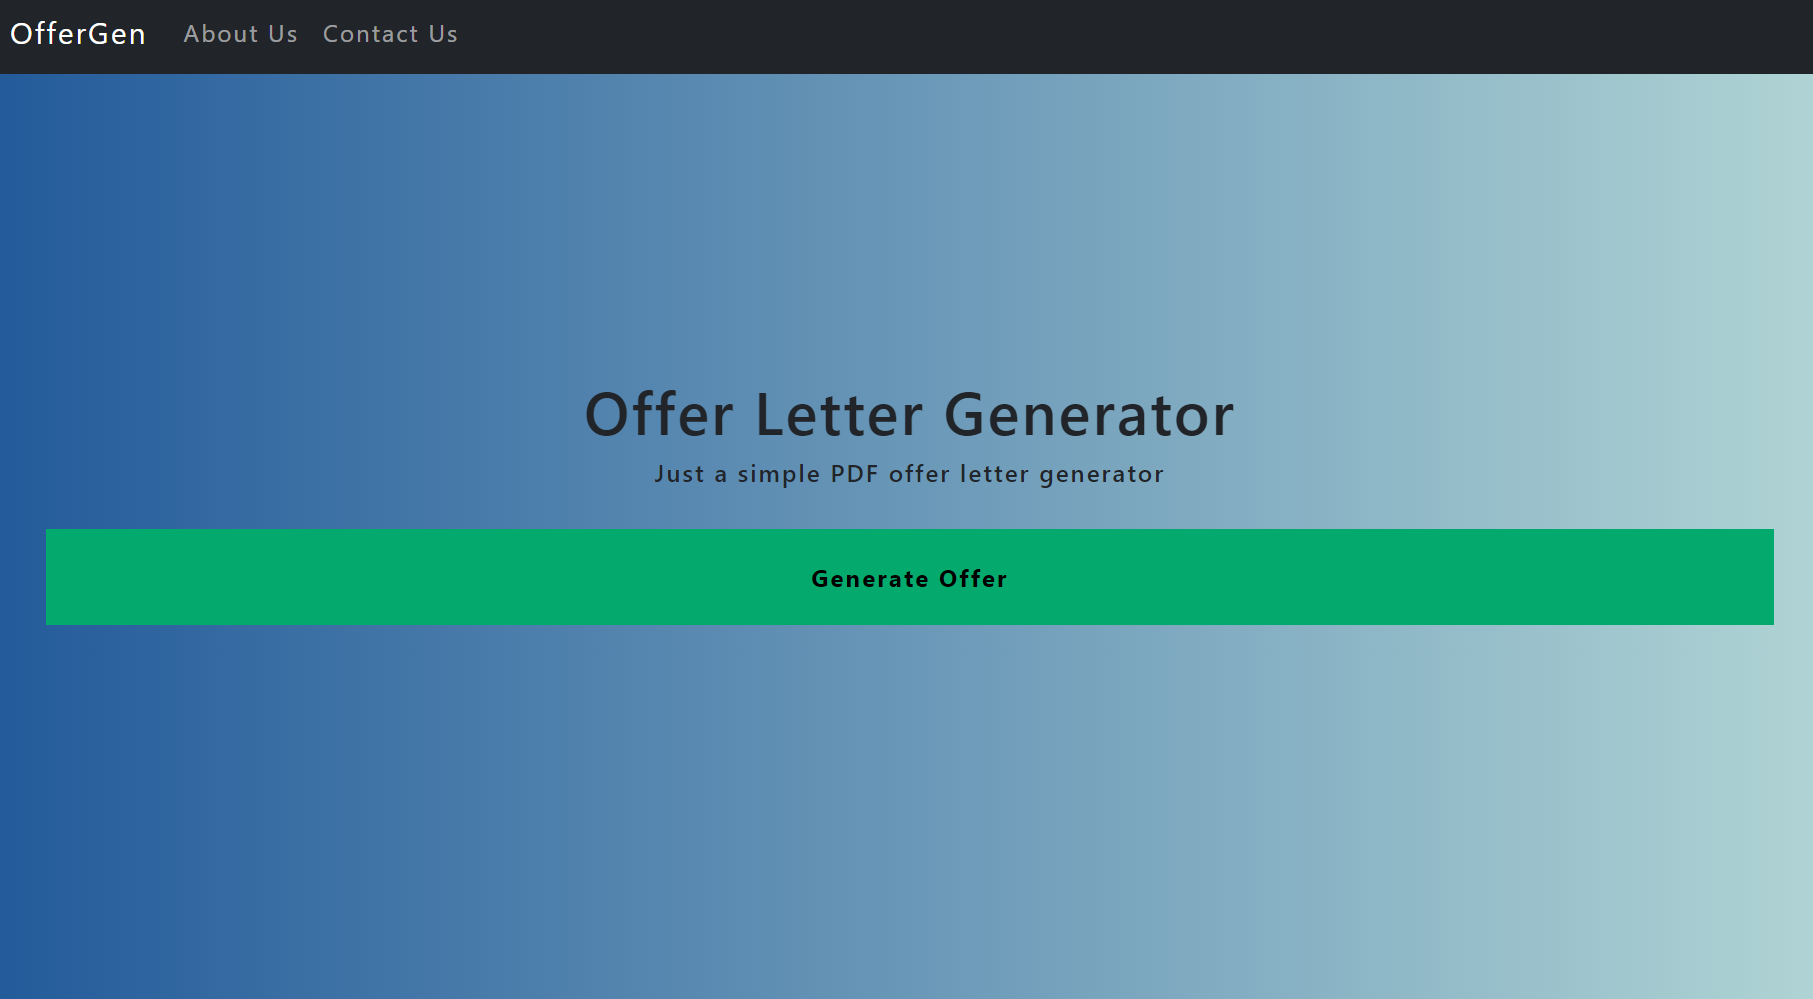 OfferGen About Us Contact Us
Offer Letter Generator
Just a simple PDF offer letter generator
Generate Offer